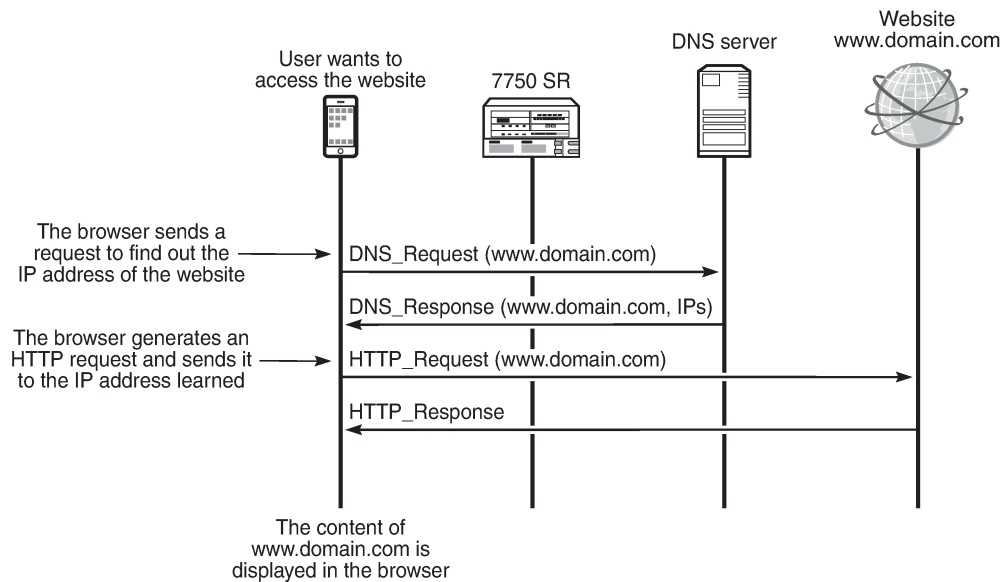 Website
www.domain.com
DNS server
User wants to
access the website
7750 SR
The browser sends a
request to find out the
IP address of the website
DNS_Request (www.domain.com)
DNS_Response (www.domain.com, IPs)
The browser generates an
HTTP request and sends it
to the IP address learned
HTTP_Request (www.domain.com)
HTTP_Response
The content of
www.domain.com is
displayed in the browser